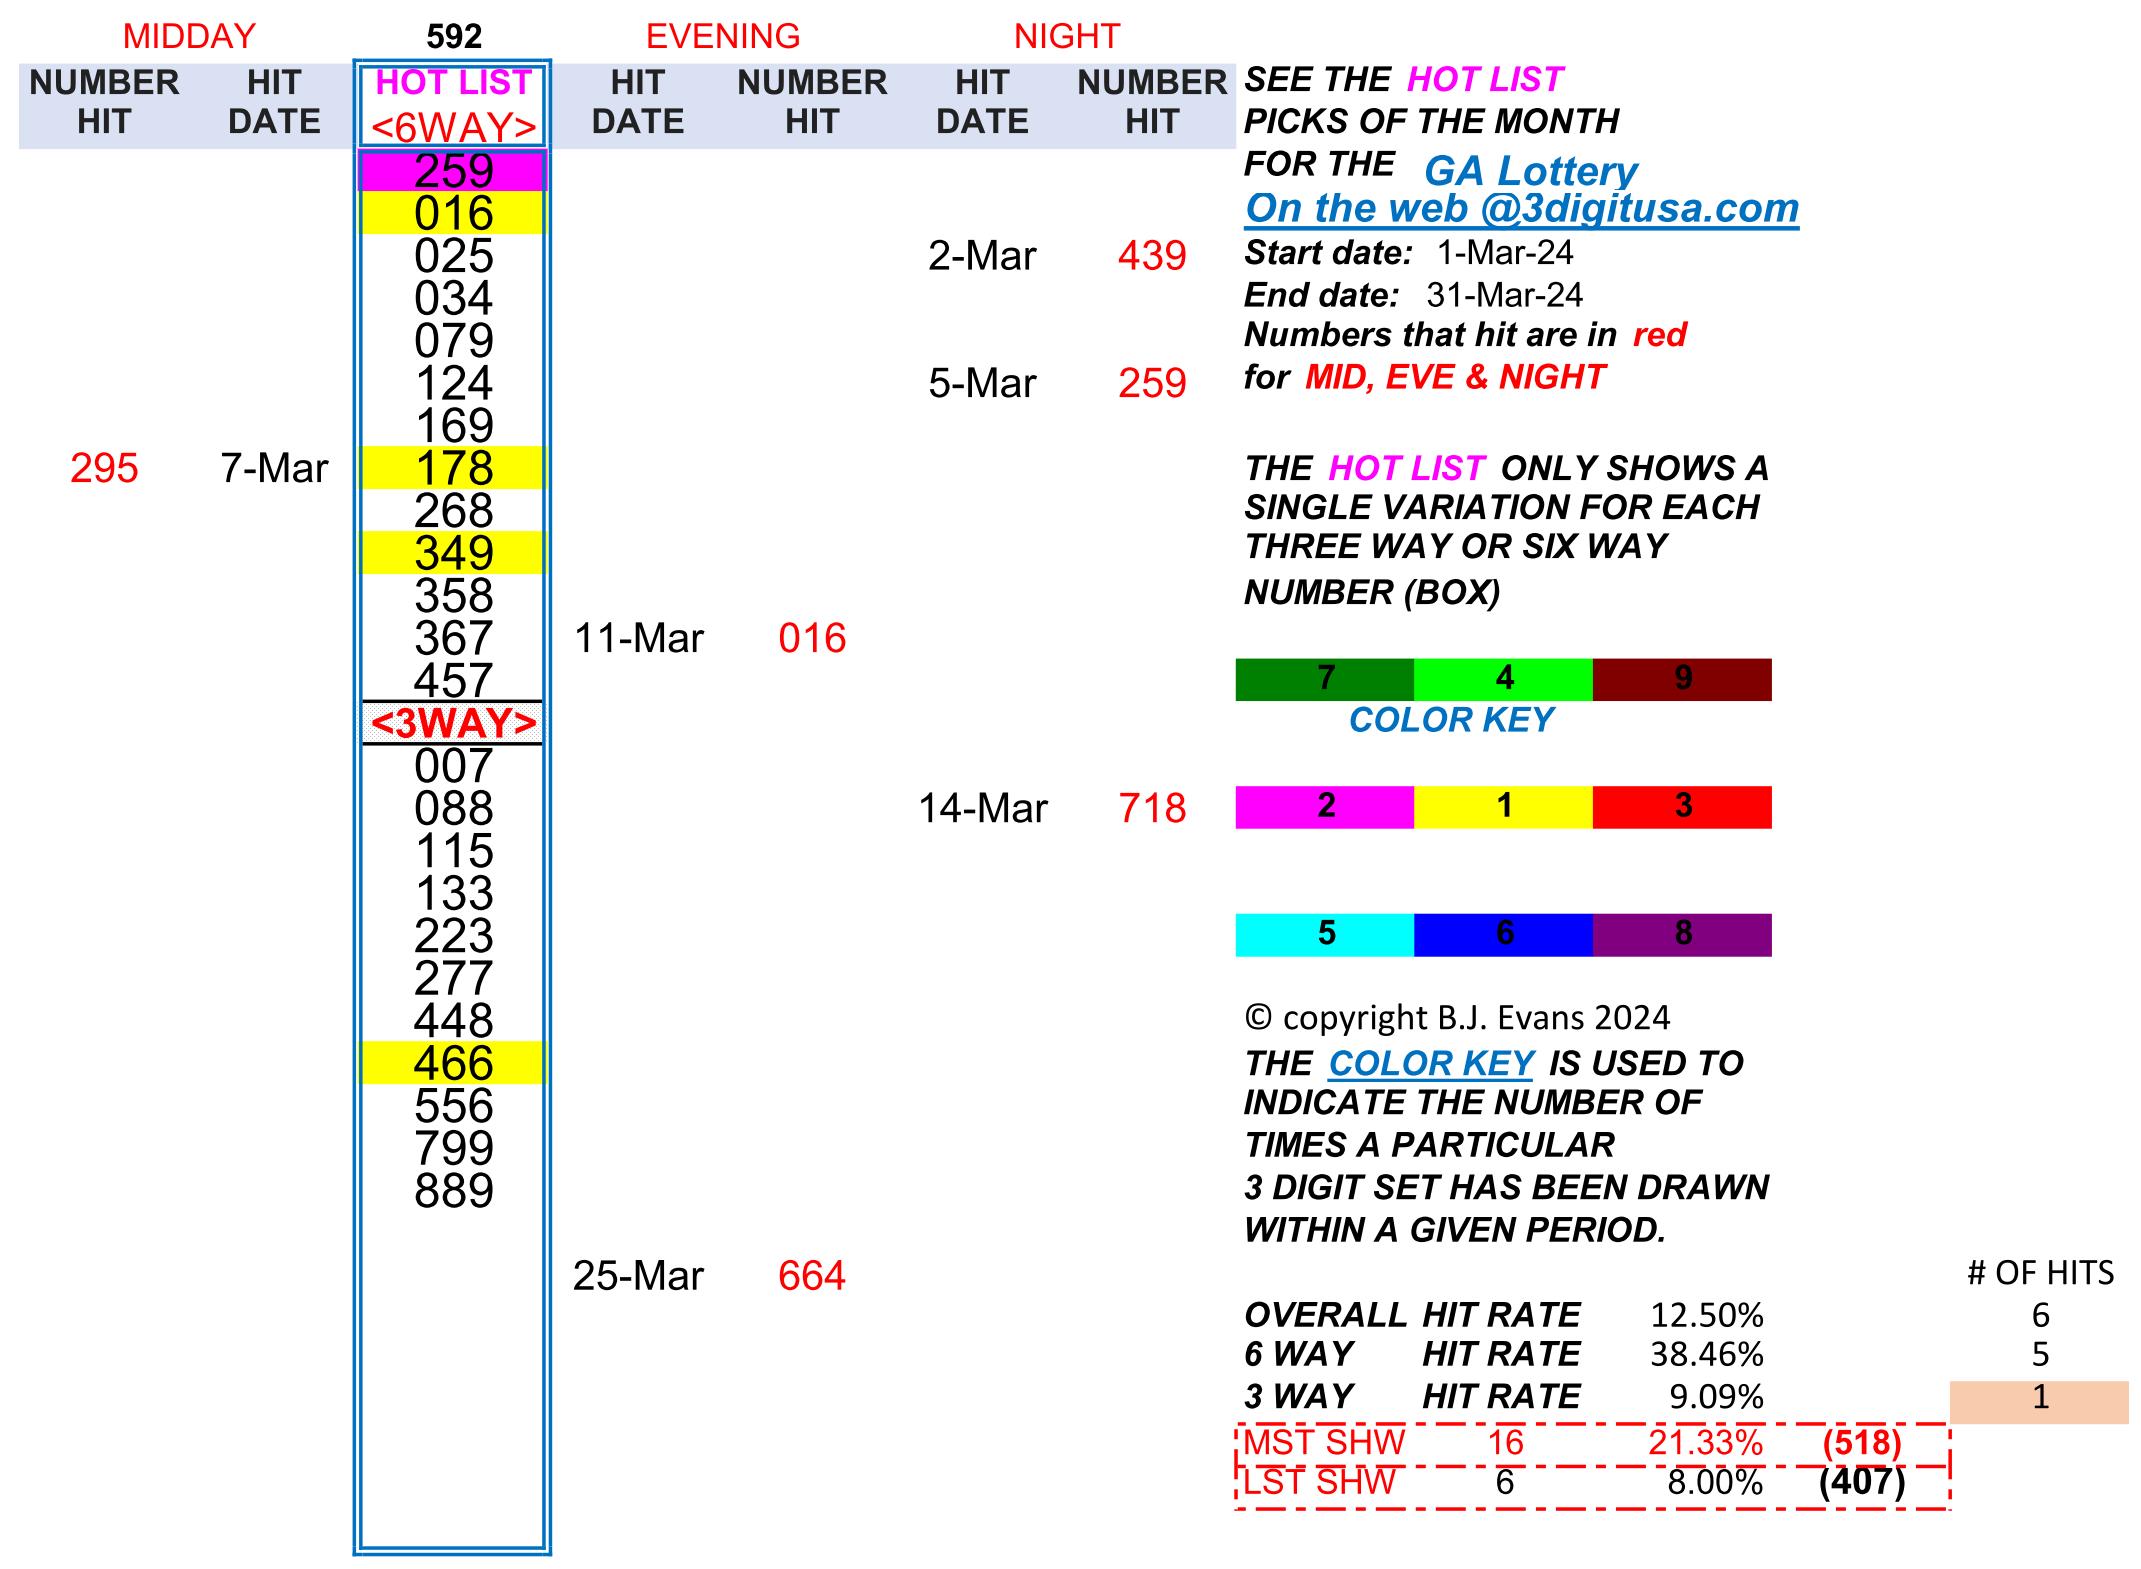 MIDDAY 592 EVENING NIGHT
NUMBER HIT HOT LIST HIT NUMBER HIT NUMBER
HIT DATE <6WAY> DATE HIT DATE HIT
SEE THE HOT LIST
PICKS OF THE MONTH
259 FOR THE GA Lottery
016 On the web @3digitusa.com
025 2-Mar 439 Start date: 1-Mar-24
034 End date: 31-Mar-24
079 Numbers that hit are in red
124 5-Mar 259 for MID, EVE & NIGHT
169
295 7-Mar 178 THE HOT LIST ONLY SHOWS A
268 SINGLE VARIATION FOR EACH
349 THREE WAY OR SIX WAY
358 NUMBER (BOX)
367 11-Mar 016
457 7 4 9
<3WAY> COLOR KEY
007
088 14-Mar 718 2 1 3
115
133
223 5 6 8
277
448 © copyright B.J. Evans 2024
466 THE COLOR KEY IS USED TO
556 INDICATE THE NUMBER OF
799 TIMES A PARTICULAR
889 3 DIGIT SET HAS BEEN DRAWN
WITHIN A GIVEN PERIOD.
25-Mar 664 # OF HITS
OVERALL HIT RATE 12.50% 6
6 WAY HIT RATE 38.46% 5
3 WAY HIT RATE 9.09% 1
MST SHW 16 21.33% (518)
LST SHW 6 8.00% (407)